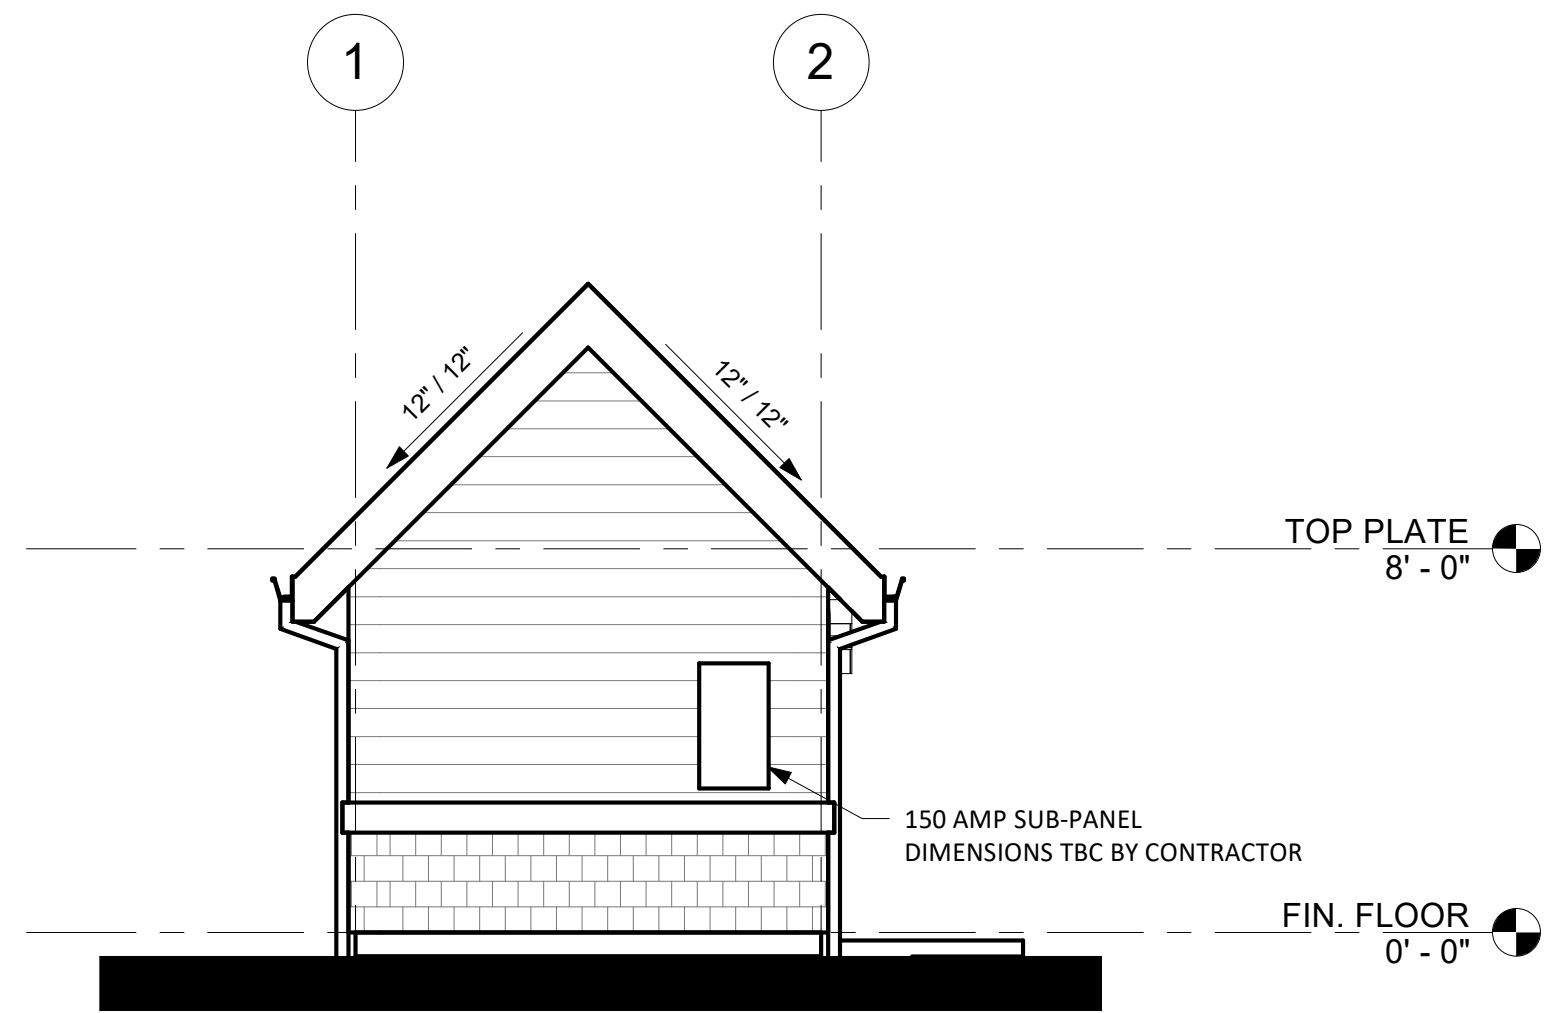 1
2
12" / 12"
12" / 12"
TOP PLATE
8' - 0"
150 AMP SUB-PANEL
DIMENSIONS TBC BY CONTRACTOR
FIN. FLOOR
0' - 0"